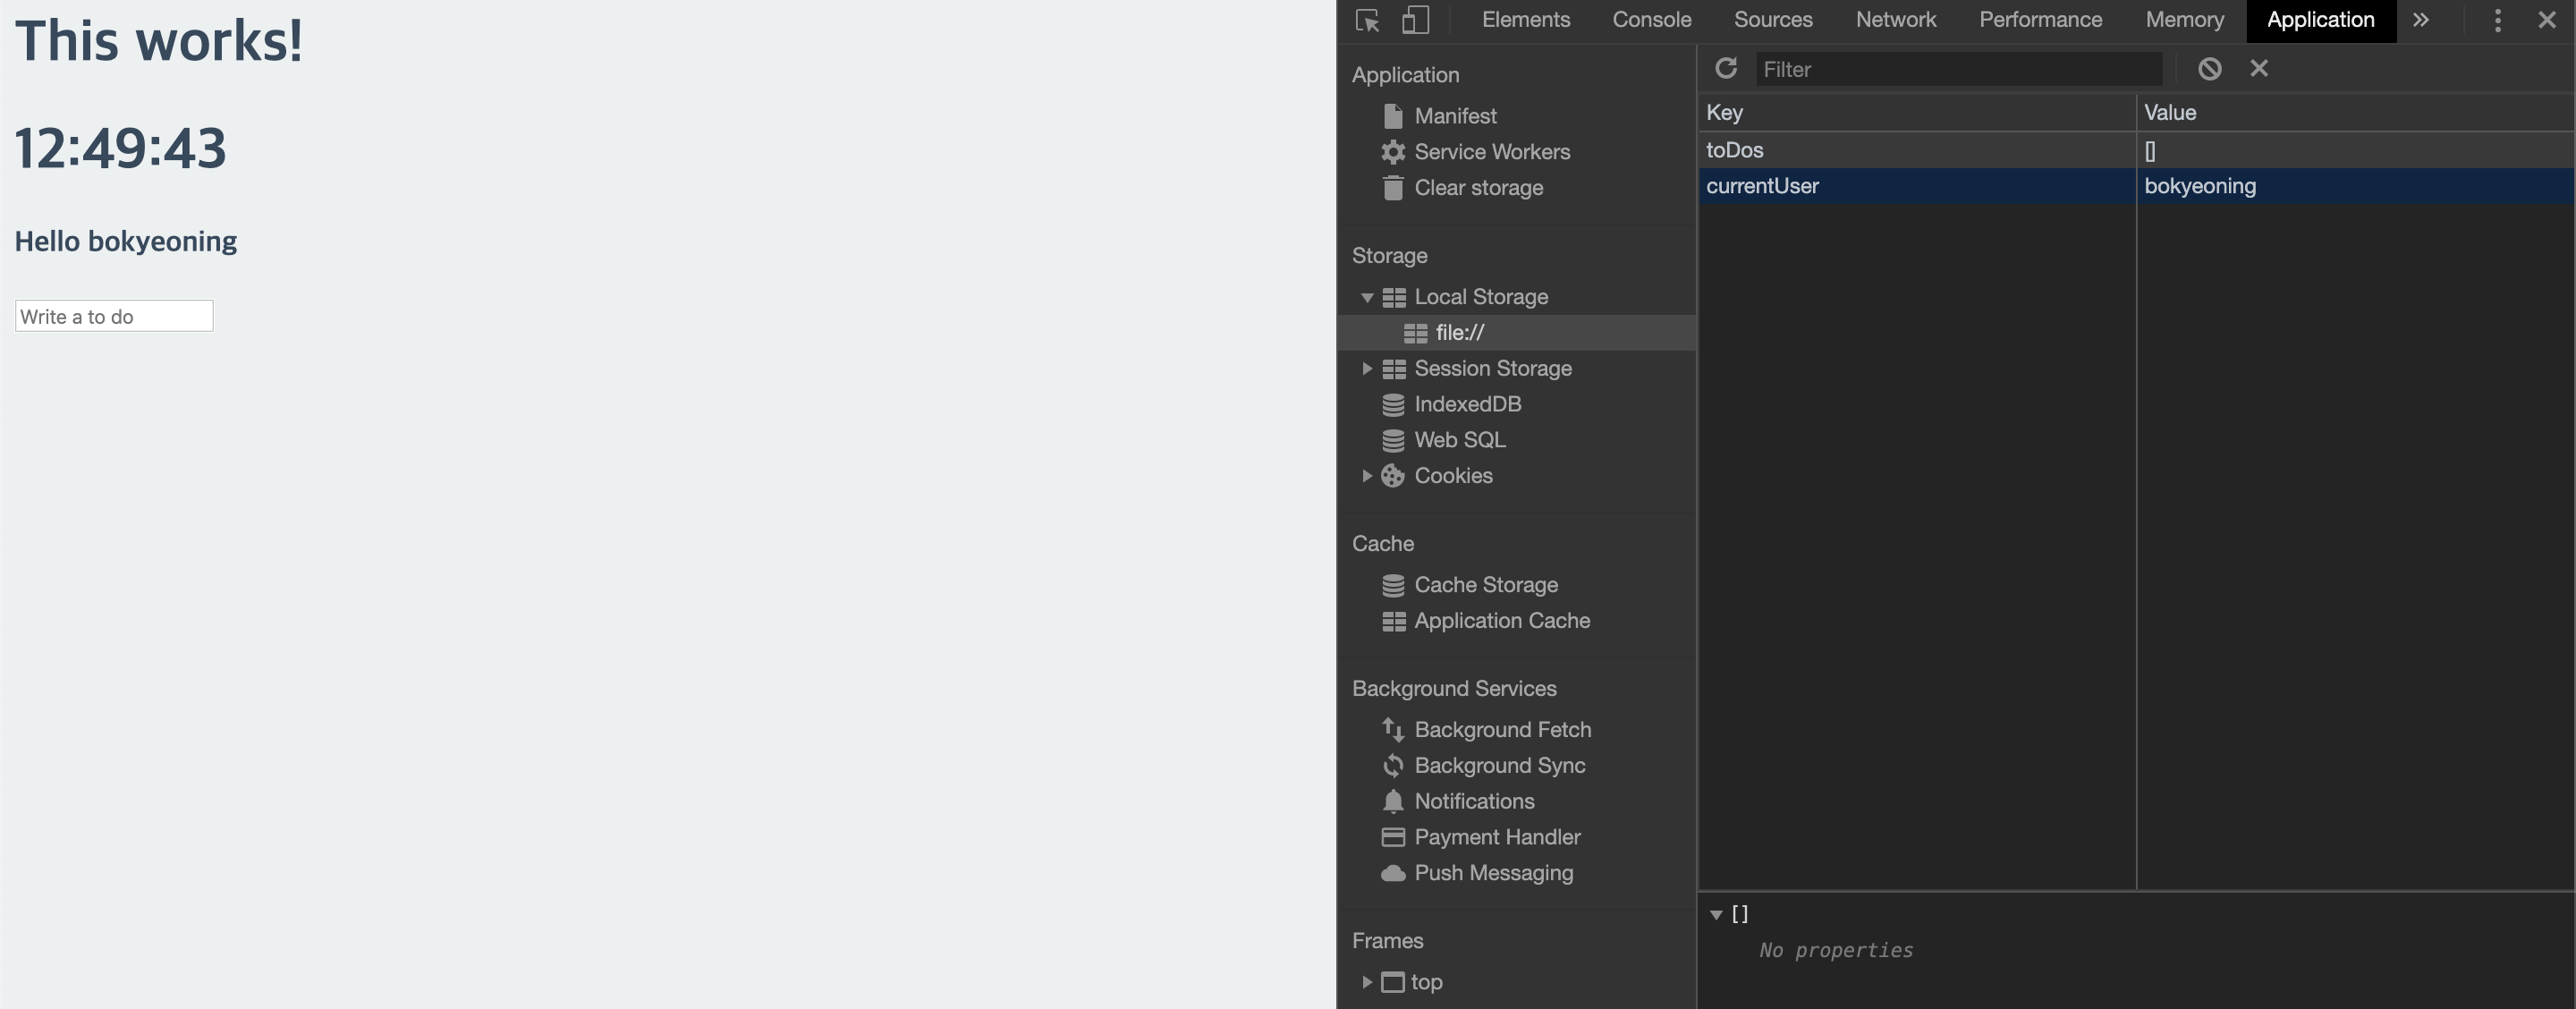 This works!
12:49:43
Hello bokyeoning
Write a to do
Elements Console Sources Network Performance Memory Application »
Application
Manifest
Service Workers
Clear storage
Storage
Local Storage
file://
Session Storage
IndexedDB
Web SQL
Cookies
Cache
Cache Storage
Application Cache
Background Services
Background Fetch
Background Sync
Notifications
Payment Handler
Push Messaging
Frames
top
Filter
Key Value
toDos []
currentUser bokyeoning
[]
No properties